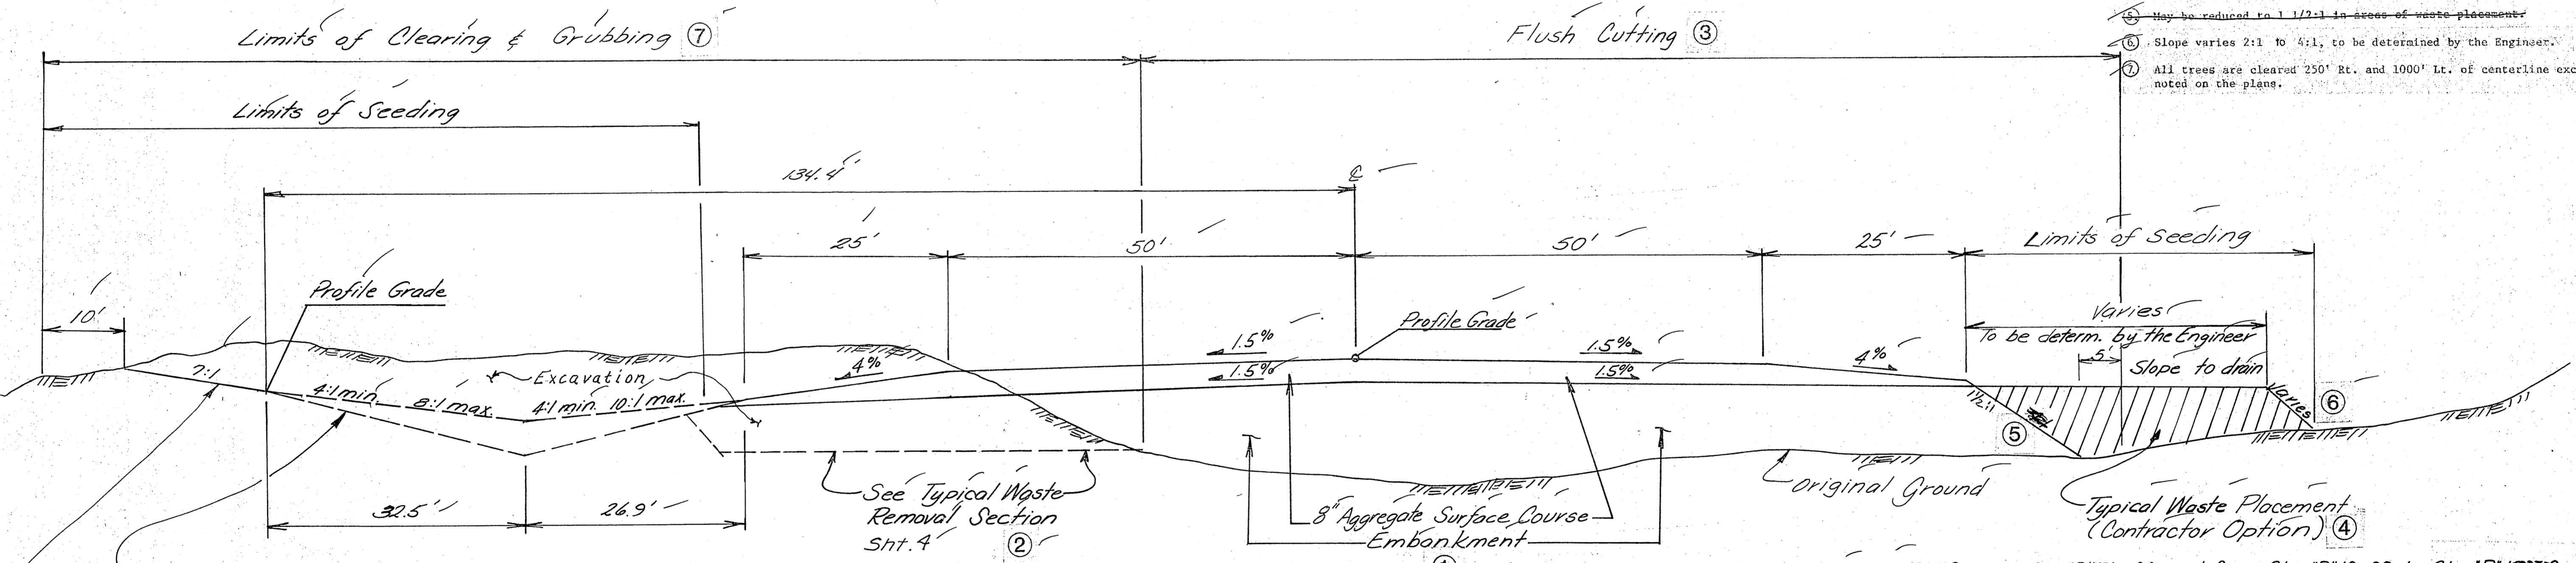 ⑤ May be reduced to 1 1/2:1 in areas of waste placement.
⑥ Slope varies 2:1 to 4:1, to be determined by the Engineer.
⑦ All trees are cleared 250' Rt. and 1000' Lt. of centerline exc
noted on the plans.
Limits of Clearing & Grubbing ⑦
Flush Cutting ③
Limits of Seeding
134.4'
℄
25'
50'
50'
25'
Limits of Seeding
10'
Profile Grade
Profile Grade
Varies
To be determ. by the Engineer
5'
Slope to drain
1.5%
1.5%
4%
4%
1.5%
1.5%
Excavation
4:1 min. 8:1 max.
4:1 min. 10:1 max.
1½:1
Varies
⑥
⑤
32.5'
26.9'
See Typical Waste
Removal Section
Sht. 4
②
8" Aggregate Surface Course
Embankment
Original Ground
Typical Waste Placement
(Contractor Option) ④